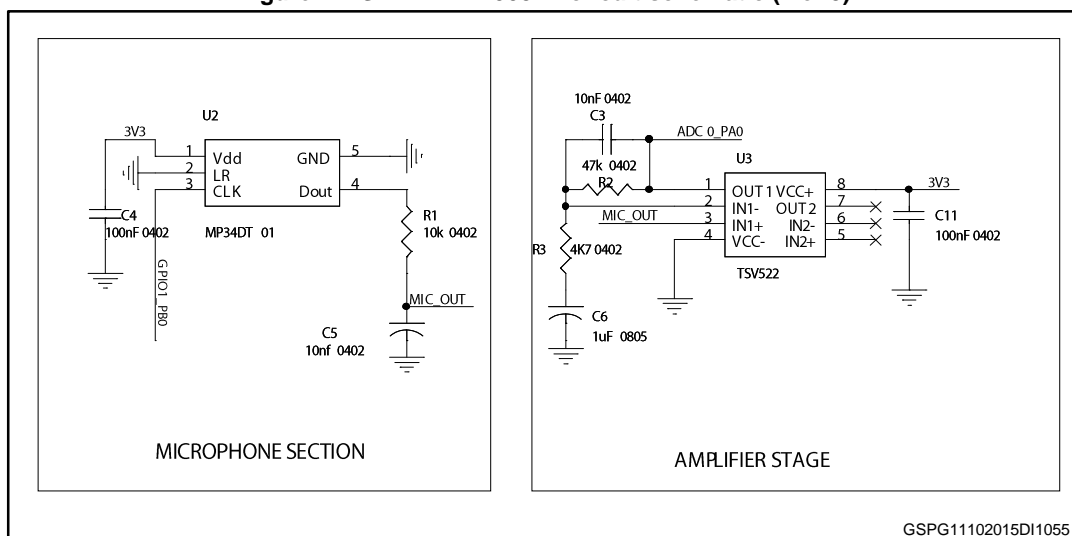 U2
3V3
1
2
3
Vdd
LR
CLK
GND
Dout
5
4
C4
100nF 0402
MP34DT 01
GPIO1_PB0
R1
10k 0402
MIC_OUT
C5
10nf 0402
MICROPHONE SECTION
10nF 0402
C3
ADC 0_PA0
47k 0402
R2
U3
1
2
3
4
OUT 1
IN1-
IN1+
VCC-
VCC+
OUT 2
IN2-
IN2+
8
7
6
5
3V3
MIC_OUT
R3
4K7 0402
TSV522
C11
100nF 0402
C6
1uF 0805
AMPLIFIER STAGE
GSPG11102015DI1055